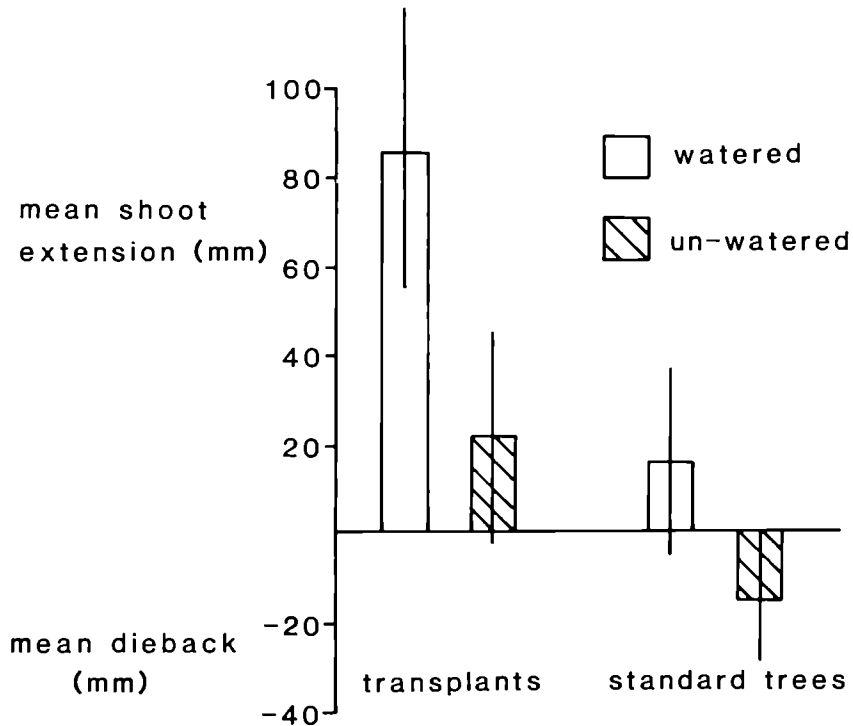 100
80
60
40
20
-20
-40
mean shoot
extension (mm)
mean dieback
(mm)
watered
un-watered
transplants
standard trees